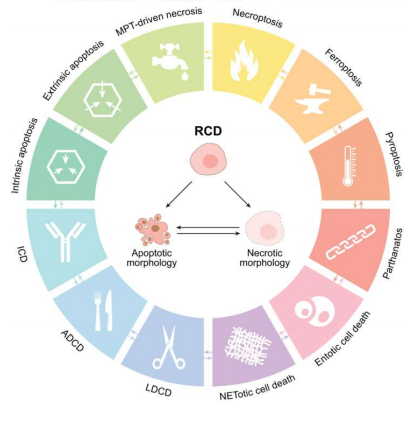 MPT-driven necrosis
Necroptosis
Ferroptosis
Pyroptosis
Parthanatos
Entotic cell death
NETotic cell death
LDCD
ADCD
ICD
Intrinsic apoptosis
Extrinsic apoptosis
RCD
Apoptotic
morphology
Necrotic
morphology